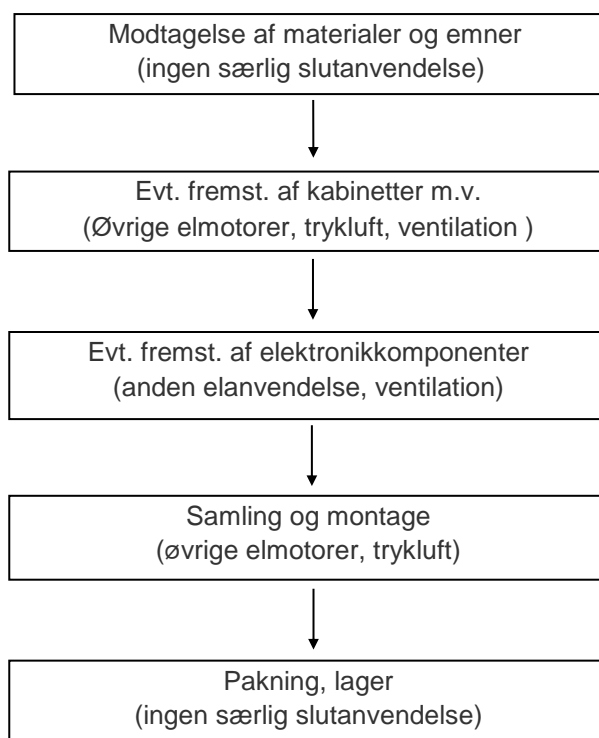 Modtagelse af materialer og emner
(ingen særlig slutanvendelse)
Evt. fremst. af kabinetter m.v.
(Øvrige elmotorer, trykluft, ventilation )
Evt. fremst. af elektronikkomponenter
(anden elanvendelse, ventilation)
Samling og montage
(øvrige elmotorer, trykluft)
Pakning, lager
(ingen særlig slutanvendelse)